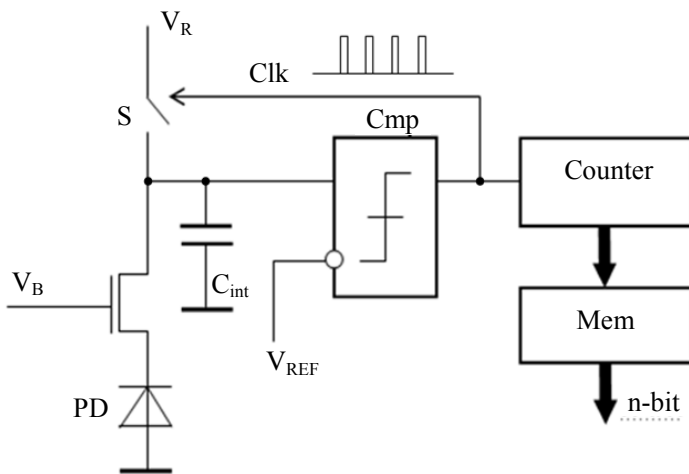 V_R
Clk
S
Cmp
Counter
V_B
C_int
Mem
V_REF
PD
n-bit